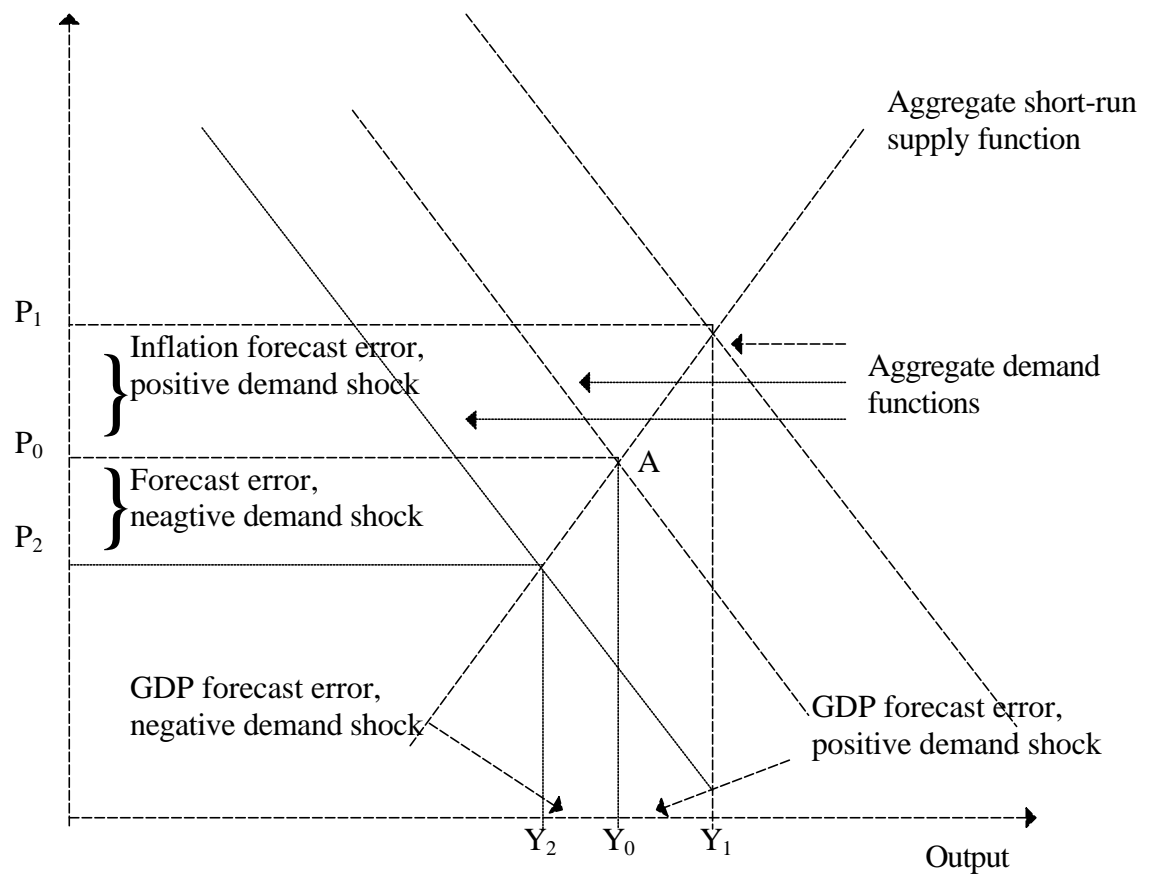 Aggregate short-run
supply function
P1
Inflation forecast error,
positive demand shock
Aggregate demand
functions
P0
A
Forecast error,
neagtive demand shock
P2
GDP forecast error,
negative demand shock
GDP forecast error,
positive demand shock
Y2
Y0
Y1
Output